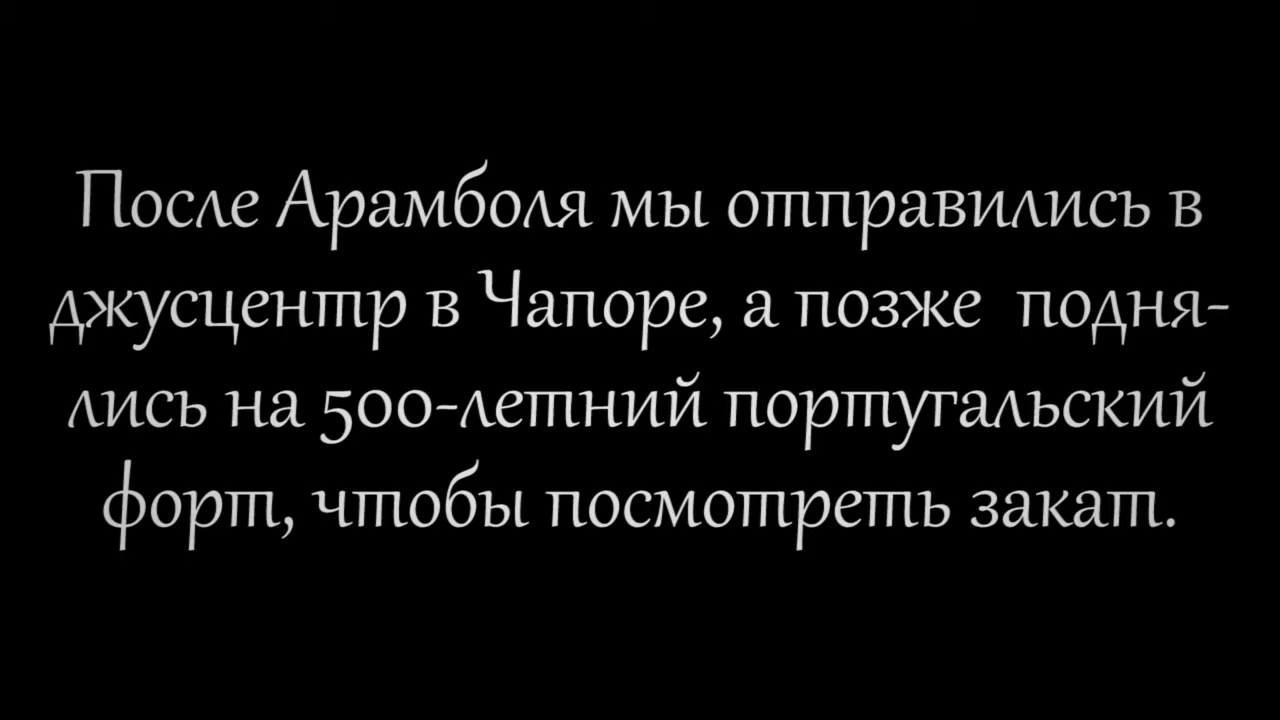 После Арамболя мы отправились в
джусцентр в Чапоре, а позже  подня-
лись на 500-летний португальский
форт, чтобы посмотреть закат.